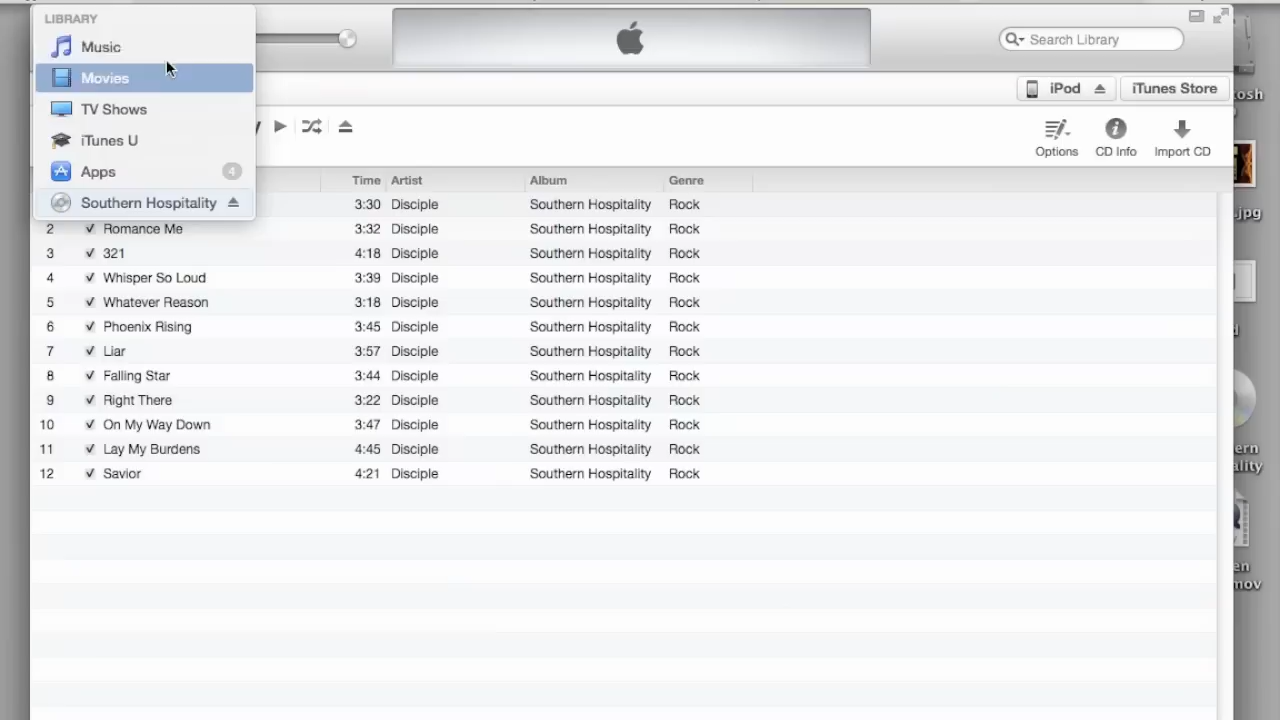 LIBRARY
Music
Movies
TV Shows
iTunes U
Apps 4
Southern Hospitality
Search Library
iPod iTunes Store
Options CD Info Import CD
Time Artist Album Genre
3:30 Disciple Southern Hospitality Rock
2 Romance Me 3:32 Disciple Southern Hospitality Rock
3 321 4:18 Disciple Southern Hospitality Rock
4 Whisper So Loud 3:39 Disciple Southern Hospitality Rock
5 Whatever Reason 3:18 Disciple Southern Hospitality Rock
6 Phoenix Rising 3:45 Disciple Southern Hospitality Rock
7 Liar 3:57 Disciple Southern Hospitality Rock
8 Falling Star 3:44 Disciple Southern Hospitality Rock
9 Right There 3:22 Disciple Southern Hospitality Rock
10 On My Way Down 3:47 Disciple Southern Hospitality Rock
11 Lay My Burdens 4:45 Disciple Southern Hospitality Rock
12 Savior 4:21 Disciple Southern Hospitality Rock
osh
.jpg
ern
ality
en
mov